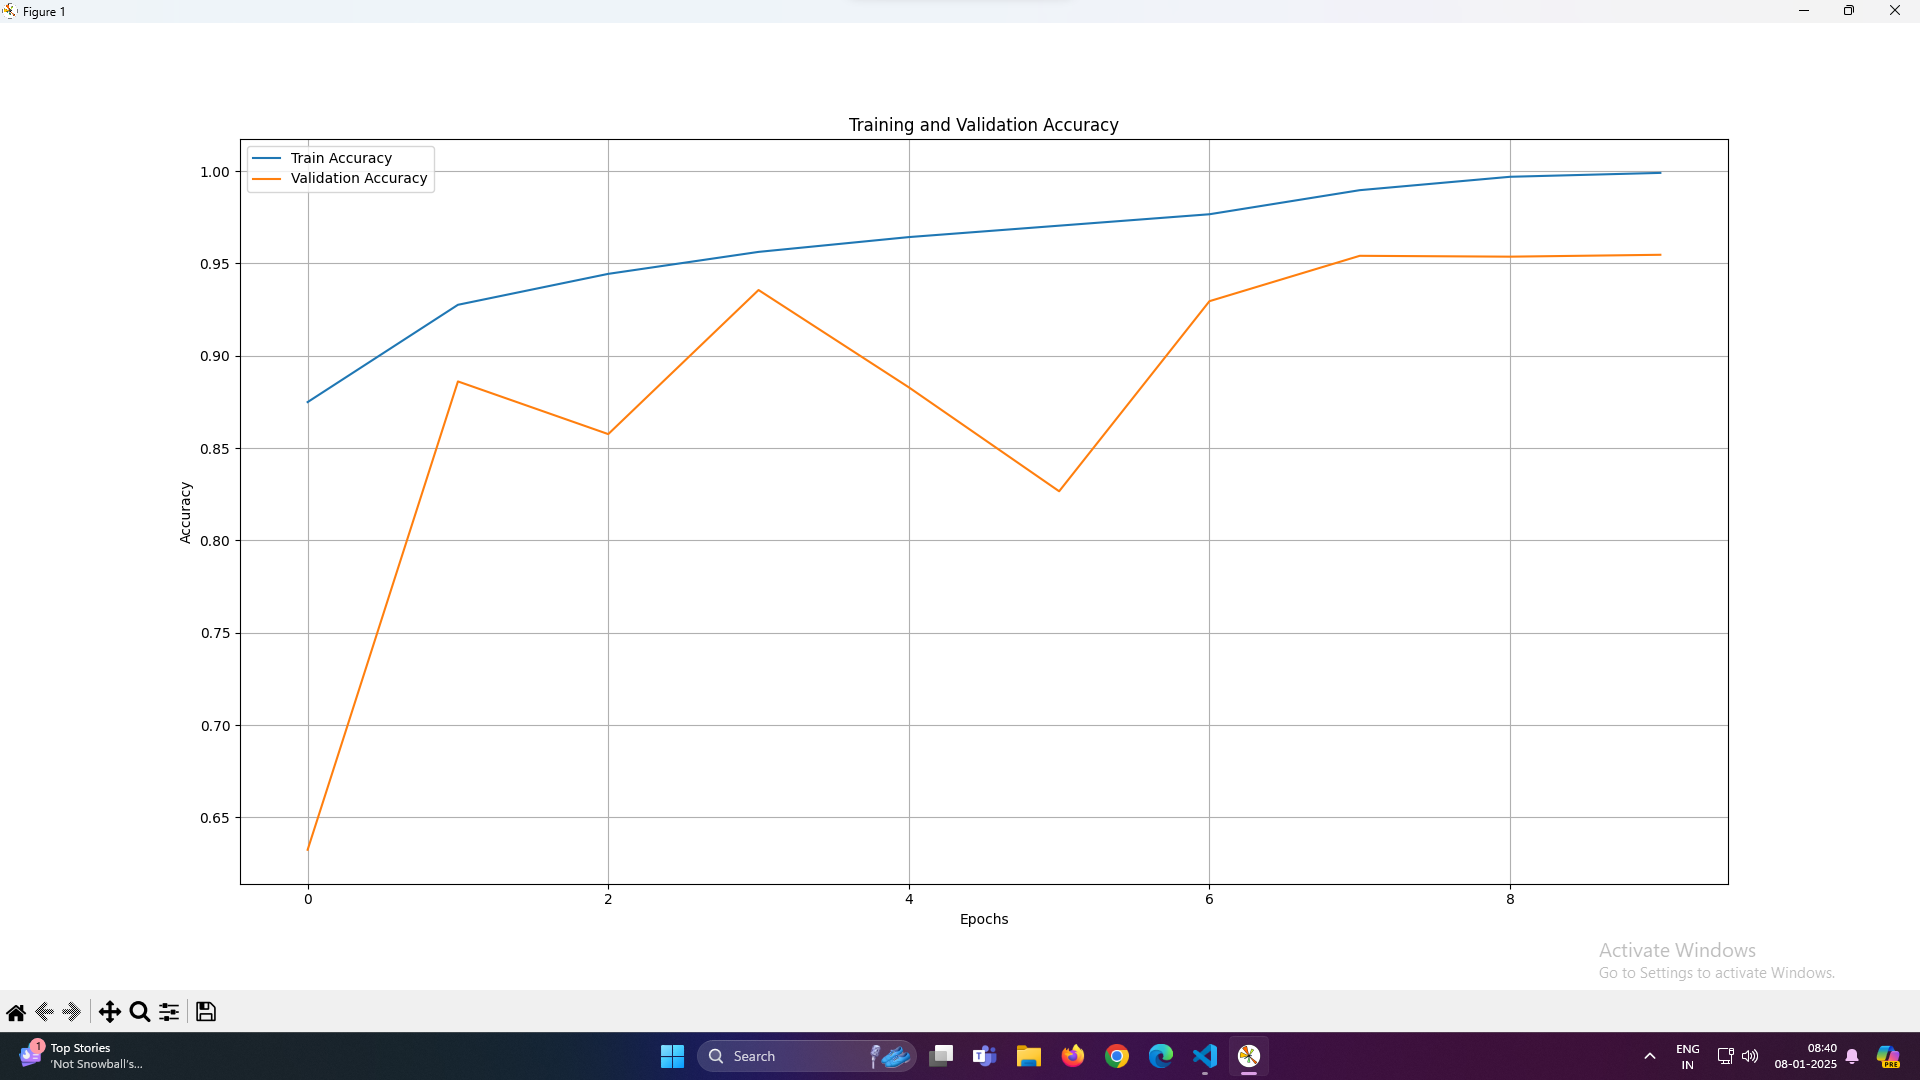 Figure 1
Training and Validation Accuracy
Train Accuracy
Validation Accuracy
1.00
0.95
0.90
0.85
0.80
0.75
0.70
0.65
Accuracy
0 2 4 6 8
Epochs
Activate Windows
Go to Settings to activate Windows.
1
Top Stories
'Not Snowball's...
Search
ENG
IN
08:40
08-01-2025
PRE